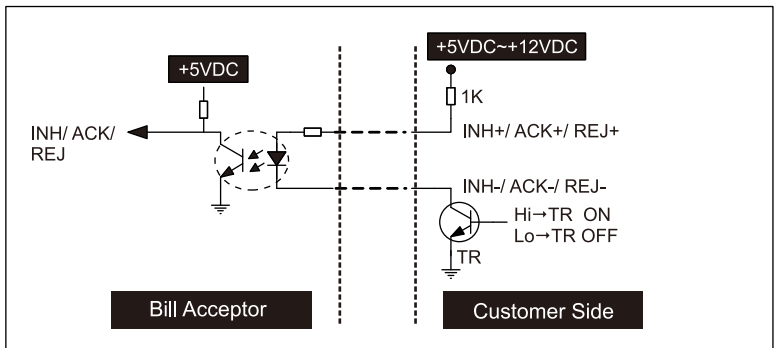 +5VDC
+5VDC~+12VDC
1K
INH/ ACK/
REJ
INH+/ ACK+/ REJ+
INH-/ ACK-/ REJ-
Hi→TR ON
Lo→TR OFF
TR
Bill Acceptor
Customer Side